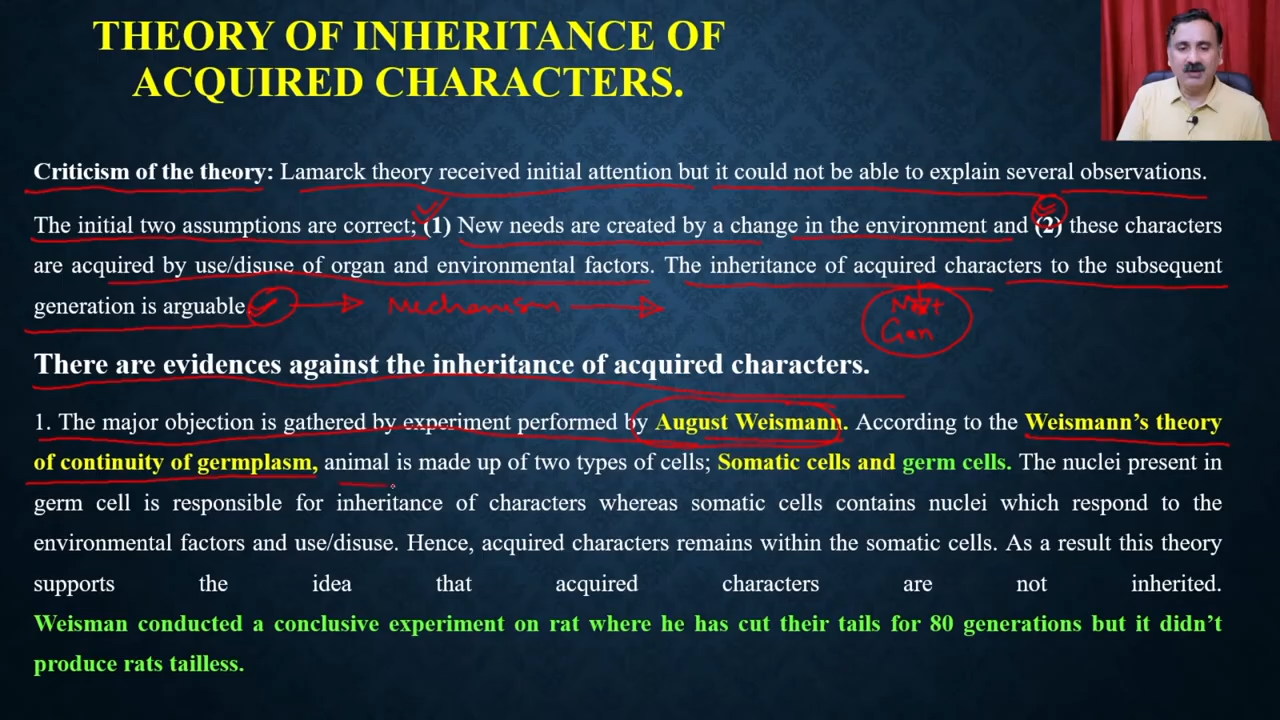 THEORY OF INHERITANCE OF
ACQUIRED CHARACTERS.
Criticism of the theory: Lamarck theory received initial attention but it could not be able to explain several observations.
The initial two assumptions are correct; (1) New needs are created by a change in the environment and (2) these characters
are acquired by use/disuse of organ and environmental factors. The inheritance of acquired characters to the subsequent
generation is arguable.
Mechanism
Next
Gen
There are evidences against the inheritance of acquired characters.
1. The major objection is gathered by experiment performed by August Weismann. According to the Weismann’s theory
of continuity of germplasm, animal is made up of two types of cells; Somatic cells and germ cells. The nuclei present in
germ cell is responsible for inheritance of characters whereas somatic cells contains nuclei which respond to the
environmental factors and use/disuse. Hence, acquired characters remains within the somatic cells. As a result this theory
supports the idea that acquired characters are not inherited.
Weisman conducted a conclusive experiment on rat where he has cut their tails for 80 generations but it didn’t
produce rats tailless.